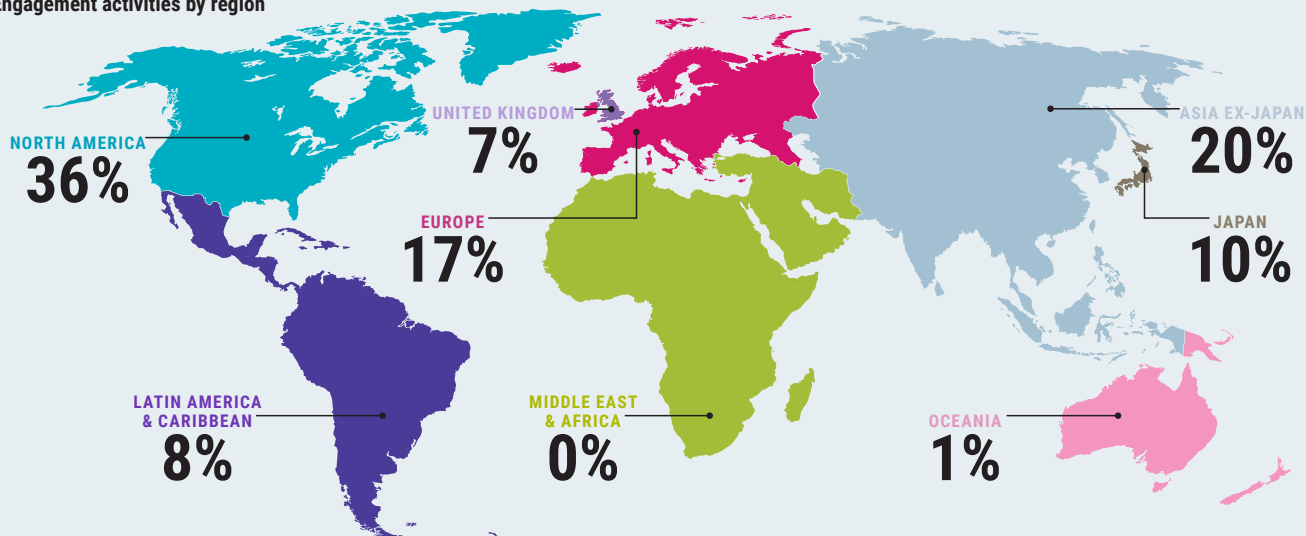 Engagement activities by region
UNITED KINGDOM
7%
ASIA EX-JAPAN
20%
NORTH AMERICA
36%
EUROPE
17%
JAPAN
10%
LATIN AMERICA
& CARIBBEAN
8%
MIDDLE EAST
& AFRICA
0%
OCEANIA
1%